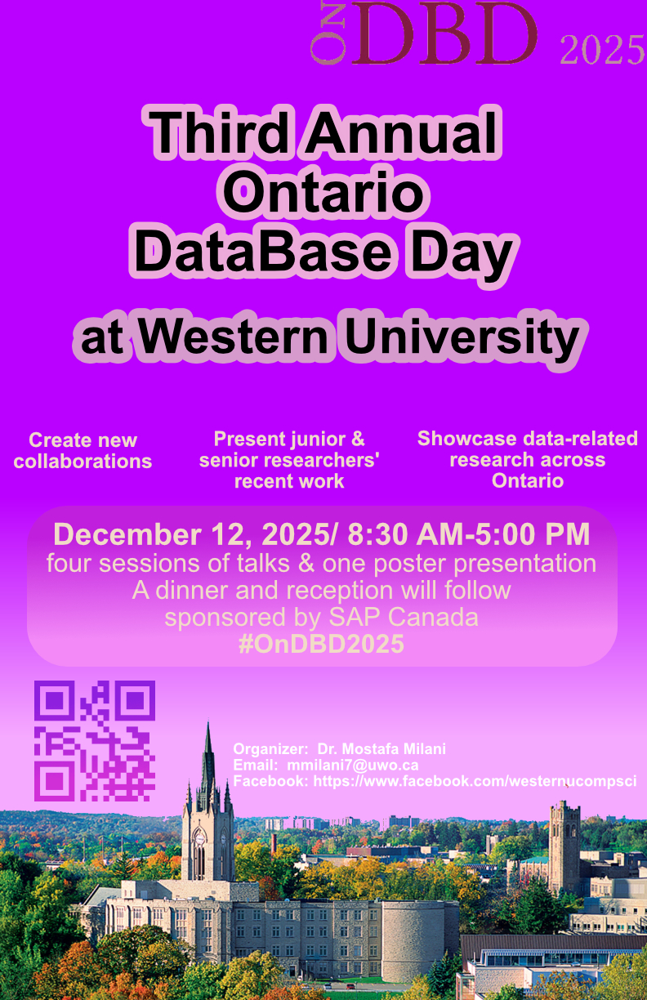 ON DBD 2025
Third Annual
Ontario
DataBase Day
at Western University
Create new
collaborations
Present junior &
senior researchers'
recent work
Showcase data-related
research across
Ontario
December 12, 2025/ 8:30 AM-5:00 PM
four sessions of talks & one poster presentation
A dinner and reception will follow
sponsored by SAP Canada
#OnDBD2025
Organizer: Dr. Mostafa Milani
Email: mmilani7@uwo.ca
Facebook: https://www.facebook.com/westernucompsci